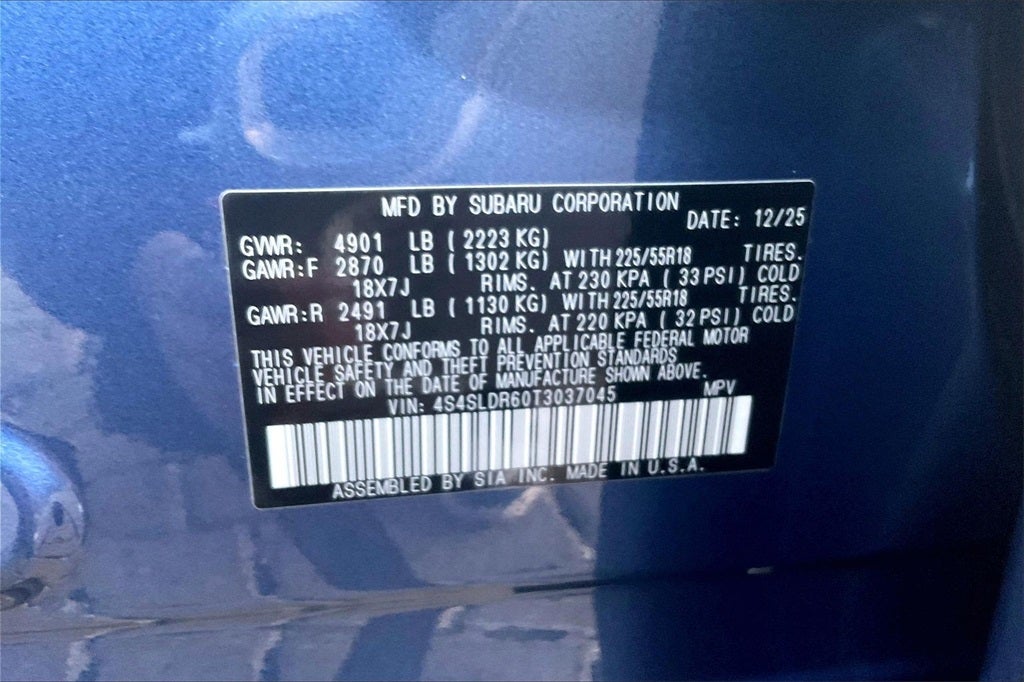 MFD BY SUBARU CORPORATION
DATE: 12/25
GVWR: 4901 LB ( 2223 KG)
GAWR:F 2870 LB ( 1302 KG) WITH 225/55R18 TIRES.
18X7J RIMS. AT 230 KPA ( 33 PSI) COLD
GAWR:R 2491 LB ( 1130 KG) WITH 225/55R18 TIRES.
18X7J RIMS. AT 220 KPA ( 32 PSI) COLD
THIS VEHICLE CONFORMS TO ALL APPLICABLE FEDERAL MOTOR
VEHICLE SAFETY AND THEFT PREVENTION STANDARDS
IN EFFECT ON THE DATE OF MANUFACTURE SHOWN ABOVE.
VIN: 4S4SLDR60T3037045 MPV
ASSEMBLED BY SIA INC. MADE IN U.S.A.